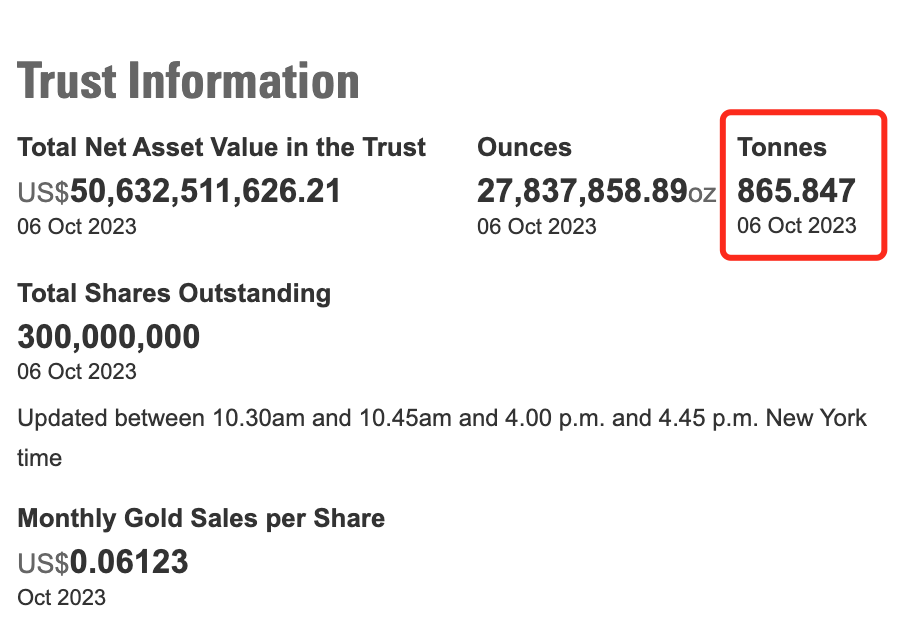 Trust Information
Total Net Asset Value in the Trust
US$50,632,511,626.21
06 Oct 2023
Ounces
27,837,858.89oz
06 Oct 2023
Tonnes
865.847
06 Oct 2023
Total Shares Outstanding
300,000,000
06 Oct 2023
Updated between 10.30am and 10.45am and 4.00 p.m. and 4.45 p.m. New York
time
Monthly Gold Sales per Share
US$0.06123
Oct 2023